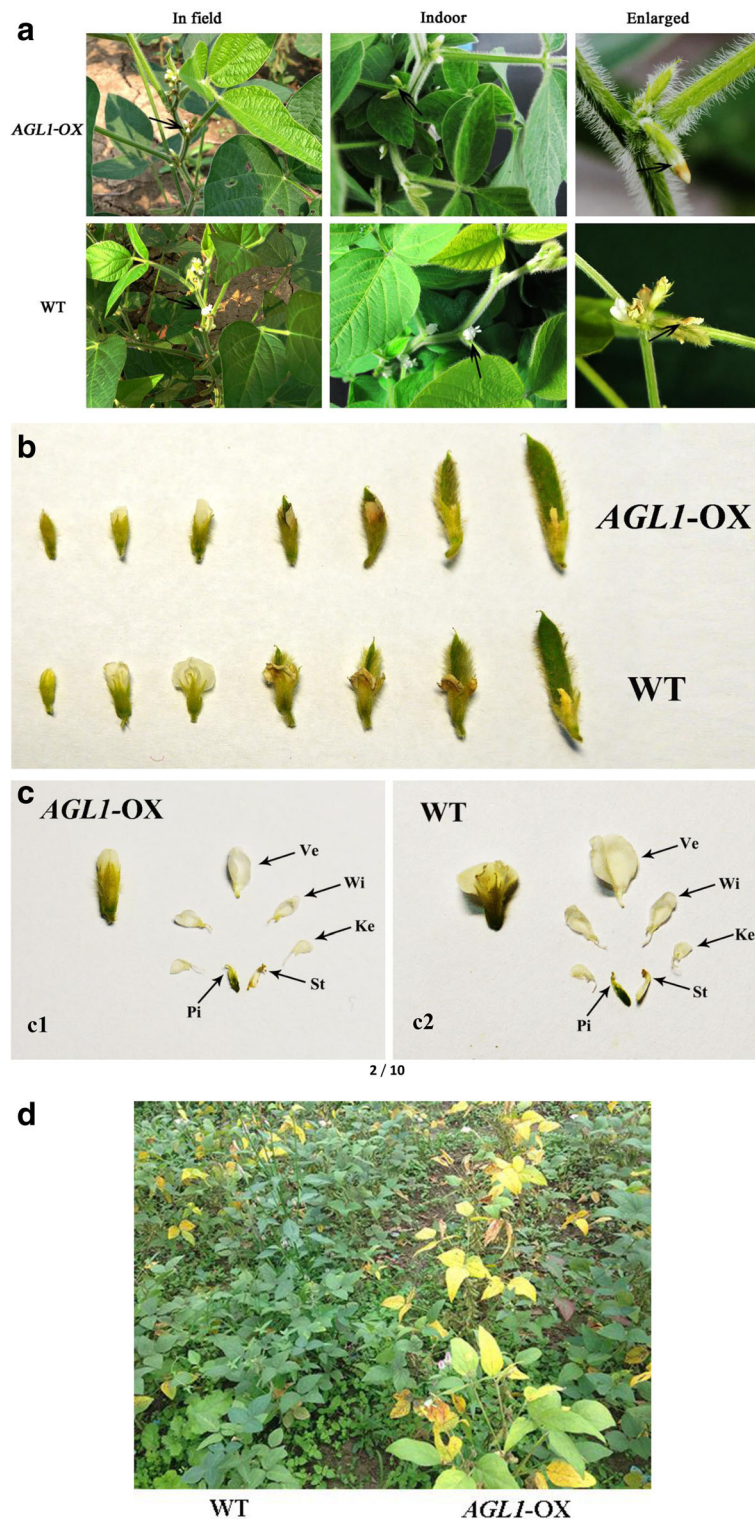 a
In field Indoor Enlarged
AGL1-OX
WT
b
AGL1-OX
WT
c
AGL1-OX
Ve
Wi
Ke
St
Pi
c1
WT
Ve
Wi
Ke
St
Pi
c2
2 / 10
d
WT AGL1-OX